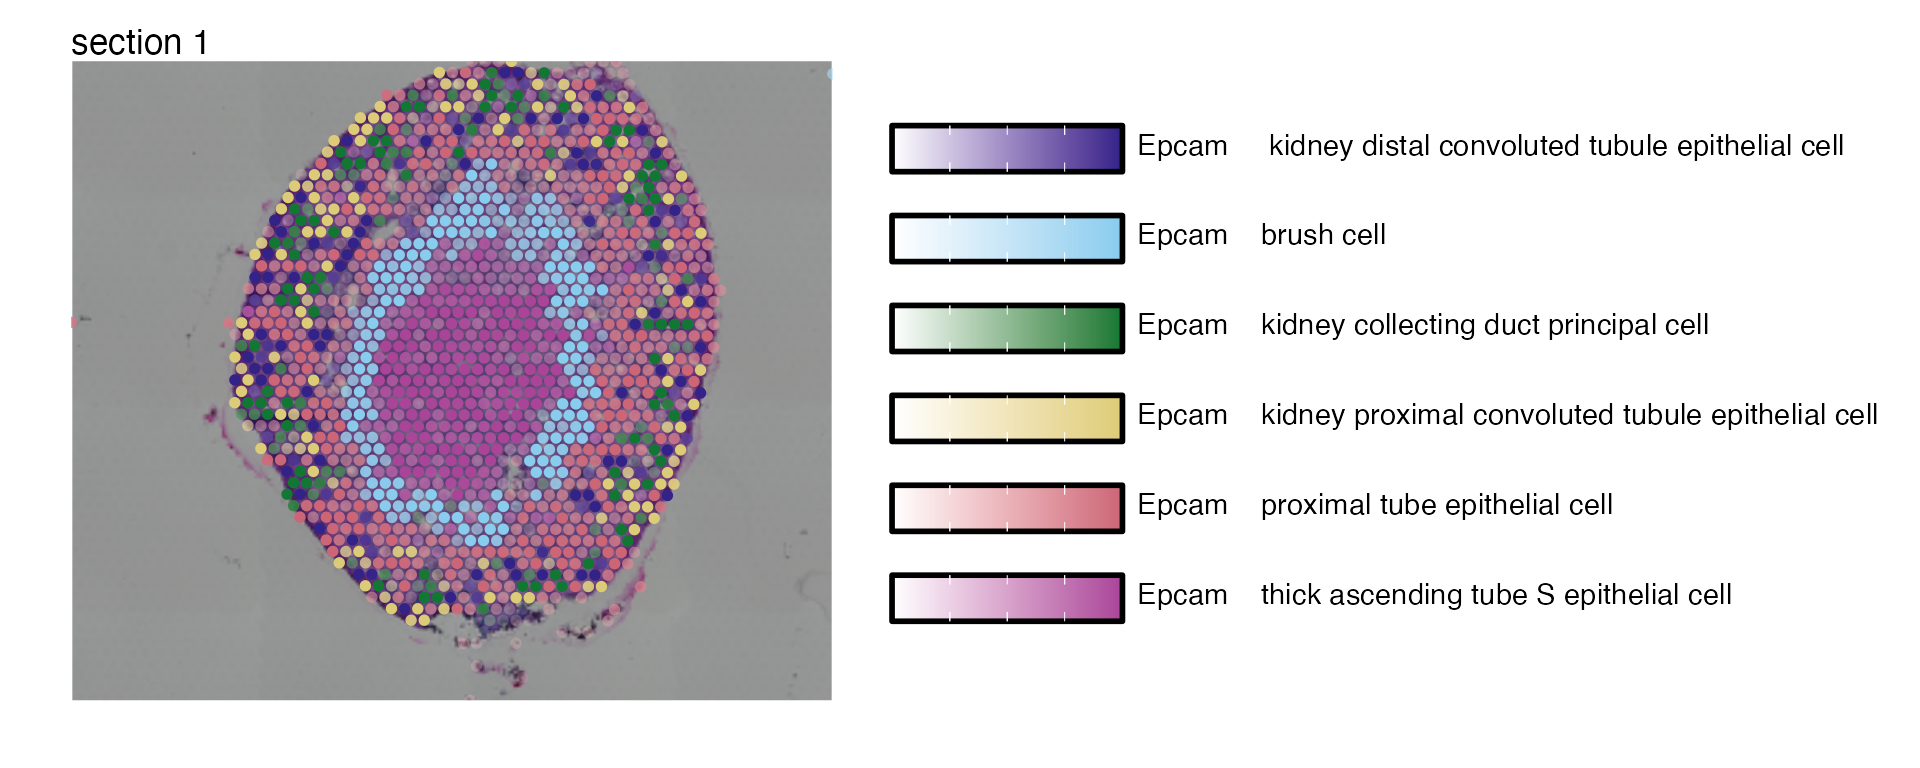 section 1
Epcam kidney distal convoluted tubule epithelial cell
Epcam brush cell
Epcam kidney collecting duct principal cell
Epcam kidney proximal convoluted tubule epithelial cell
Epcam proximal tube epithelial cell
Epcam thick ascending tube S epithelial cell